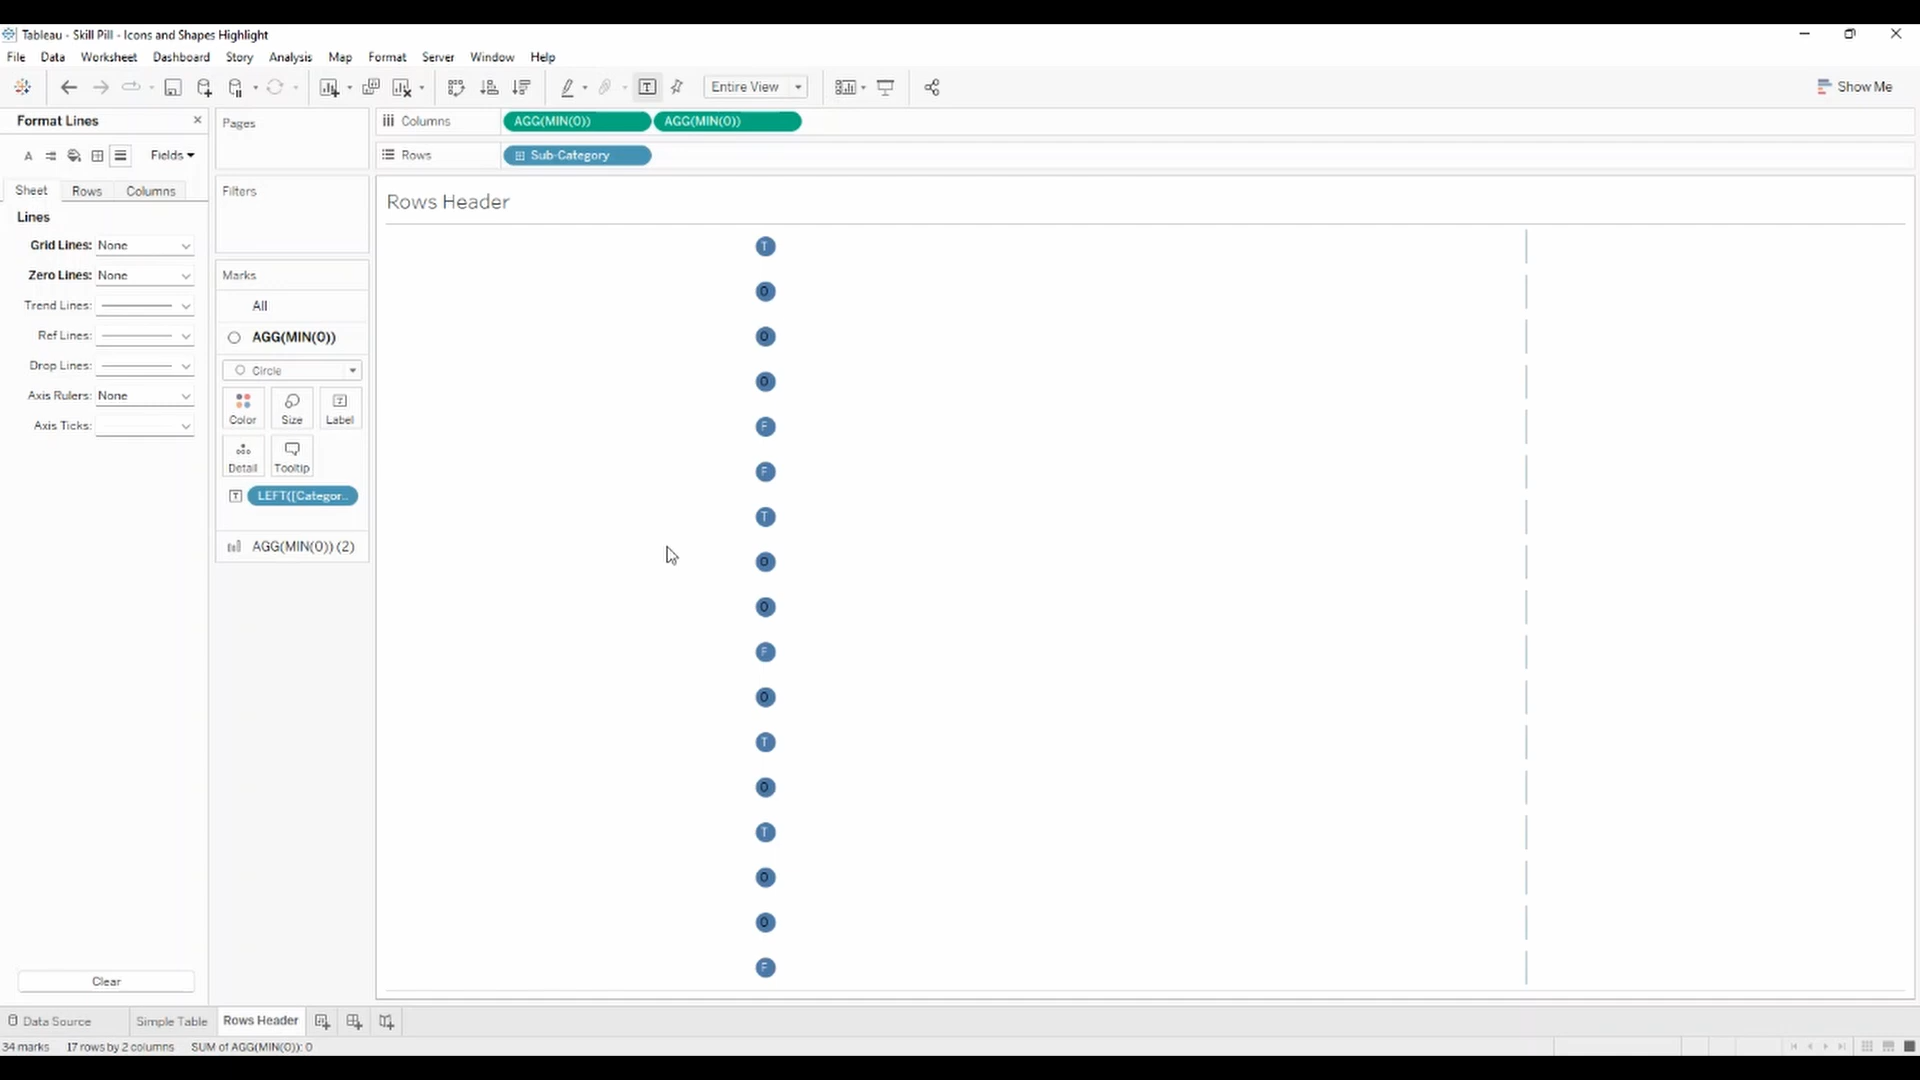 Tableau - Skill Pill - Icons and Shapes Highlight
File Data Worksheet Dashboard Story Analysis Map Format Server Window Help
Entire View
Show Me
Format Lines
Fields
Sheet Rows Columns
Lines
Grid Lines: None
Zero Lines: None
Trend Lines:
Ref Lines:
Drop Lines:
Axis Rulers: None
Axis Ticks:
Clear
Pages
Filters
Marks
All
AGG(MIN(0))
Circle
Color Size Label
Detail Tooltip
LEFT([Categor..
AGG(MIN(0)) (2)
Columns AGG(MIN(0)) AGG(MIN(0))
Rows Sub-Category
Rows Header
T
O
O
O
F
F
T
O
O
F
O
T
O
T
O
O
F
Data Source Simple Table Rows Header
34 marks 17 rows by 2 columns SUM of AGG(MIN(0)): 0